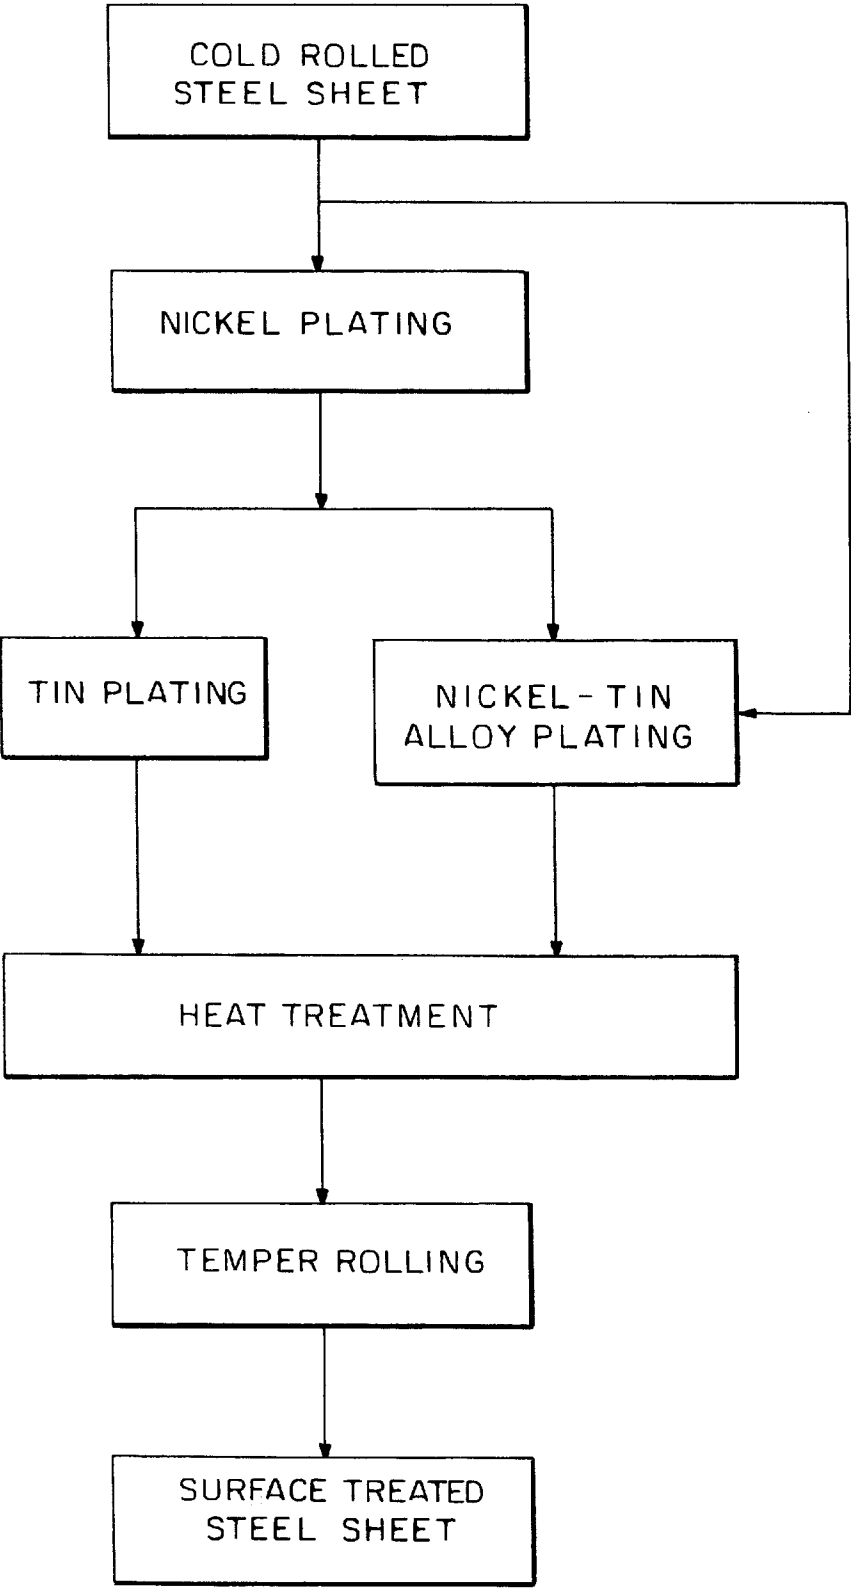 COLD ROLLED
STEEL SHEET
NICKEL PLATING
TIN PLATING
NICKEL-TIN
ALLOY PLATING
HEAT TREATMENT
TEMPER ROLLING
SURFACE TREATED
STEEL SHEET